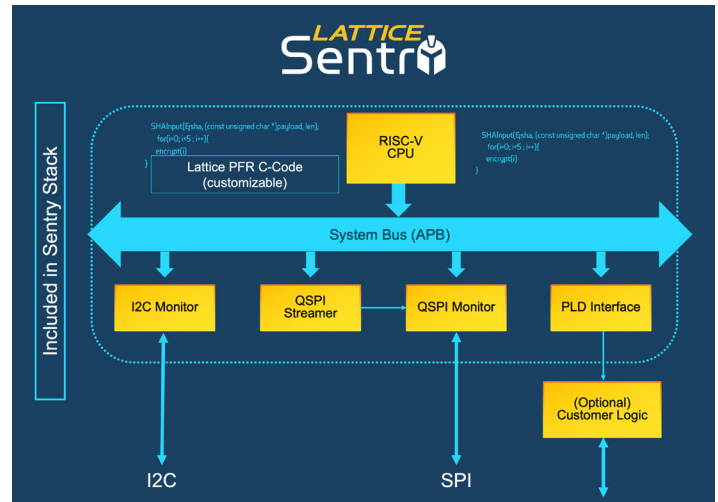 LATTICE
Sentry
Included in Sentry Stack
SHAInput(&sha, (const unsigned char *)payload, len);
for(i=0; i<5 ; i++){
encrypt(i)
}
Lattice PFR C-Code
(customizable)
RISC-V
CPU
SHAInput(&sha, (const unsigned char *)payload, len);
for(i=0; i<5 ; i++){
encrypt(i)
}
System Bus (APB)
I2C Monitor
QSPI
Streamer
QSPI Monitor
PLD Interface
(Optional)
Customer Logic
I2C
SPI